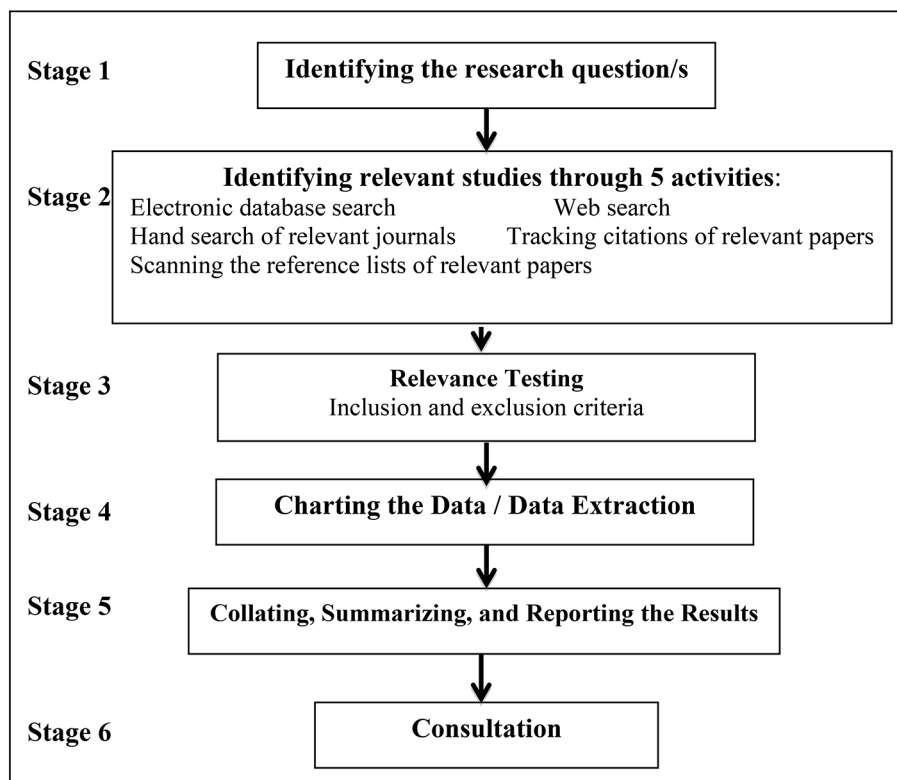 Stage 1
Identifying the research question/s
Stage 2
Identifying relevant studies through 5 activities:
Electronic database search Web search
Hand search of relevant journals Tracking citations of relevant papers
Scanning the reference lists of relevant papers
Stage 3
Relevance Testing
Inclusion and exclusion criteria
Stage 4
Charting the Data / Data Extraction
Stage 5
Collating, Summarizing, and Reporting the Results
Stage 6
Consultation